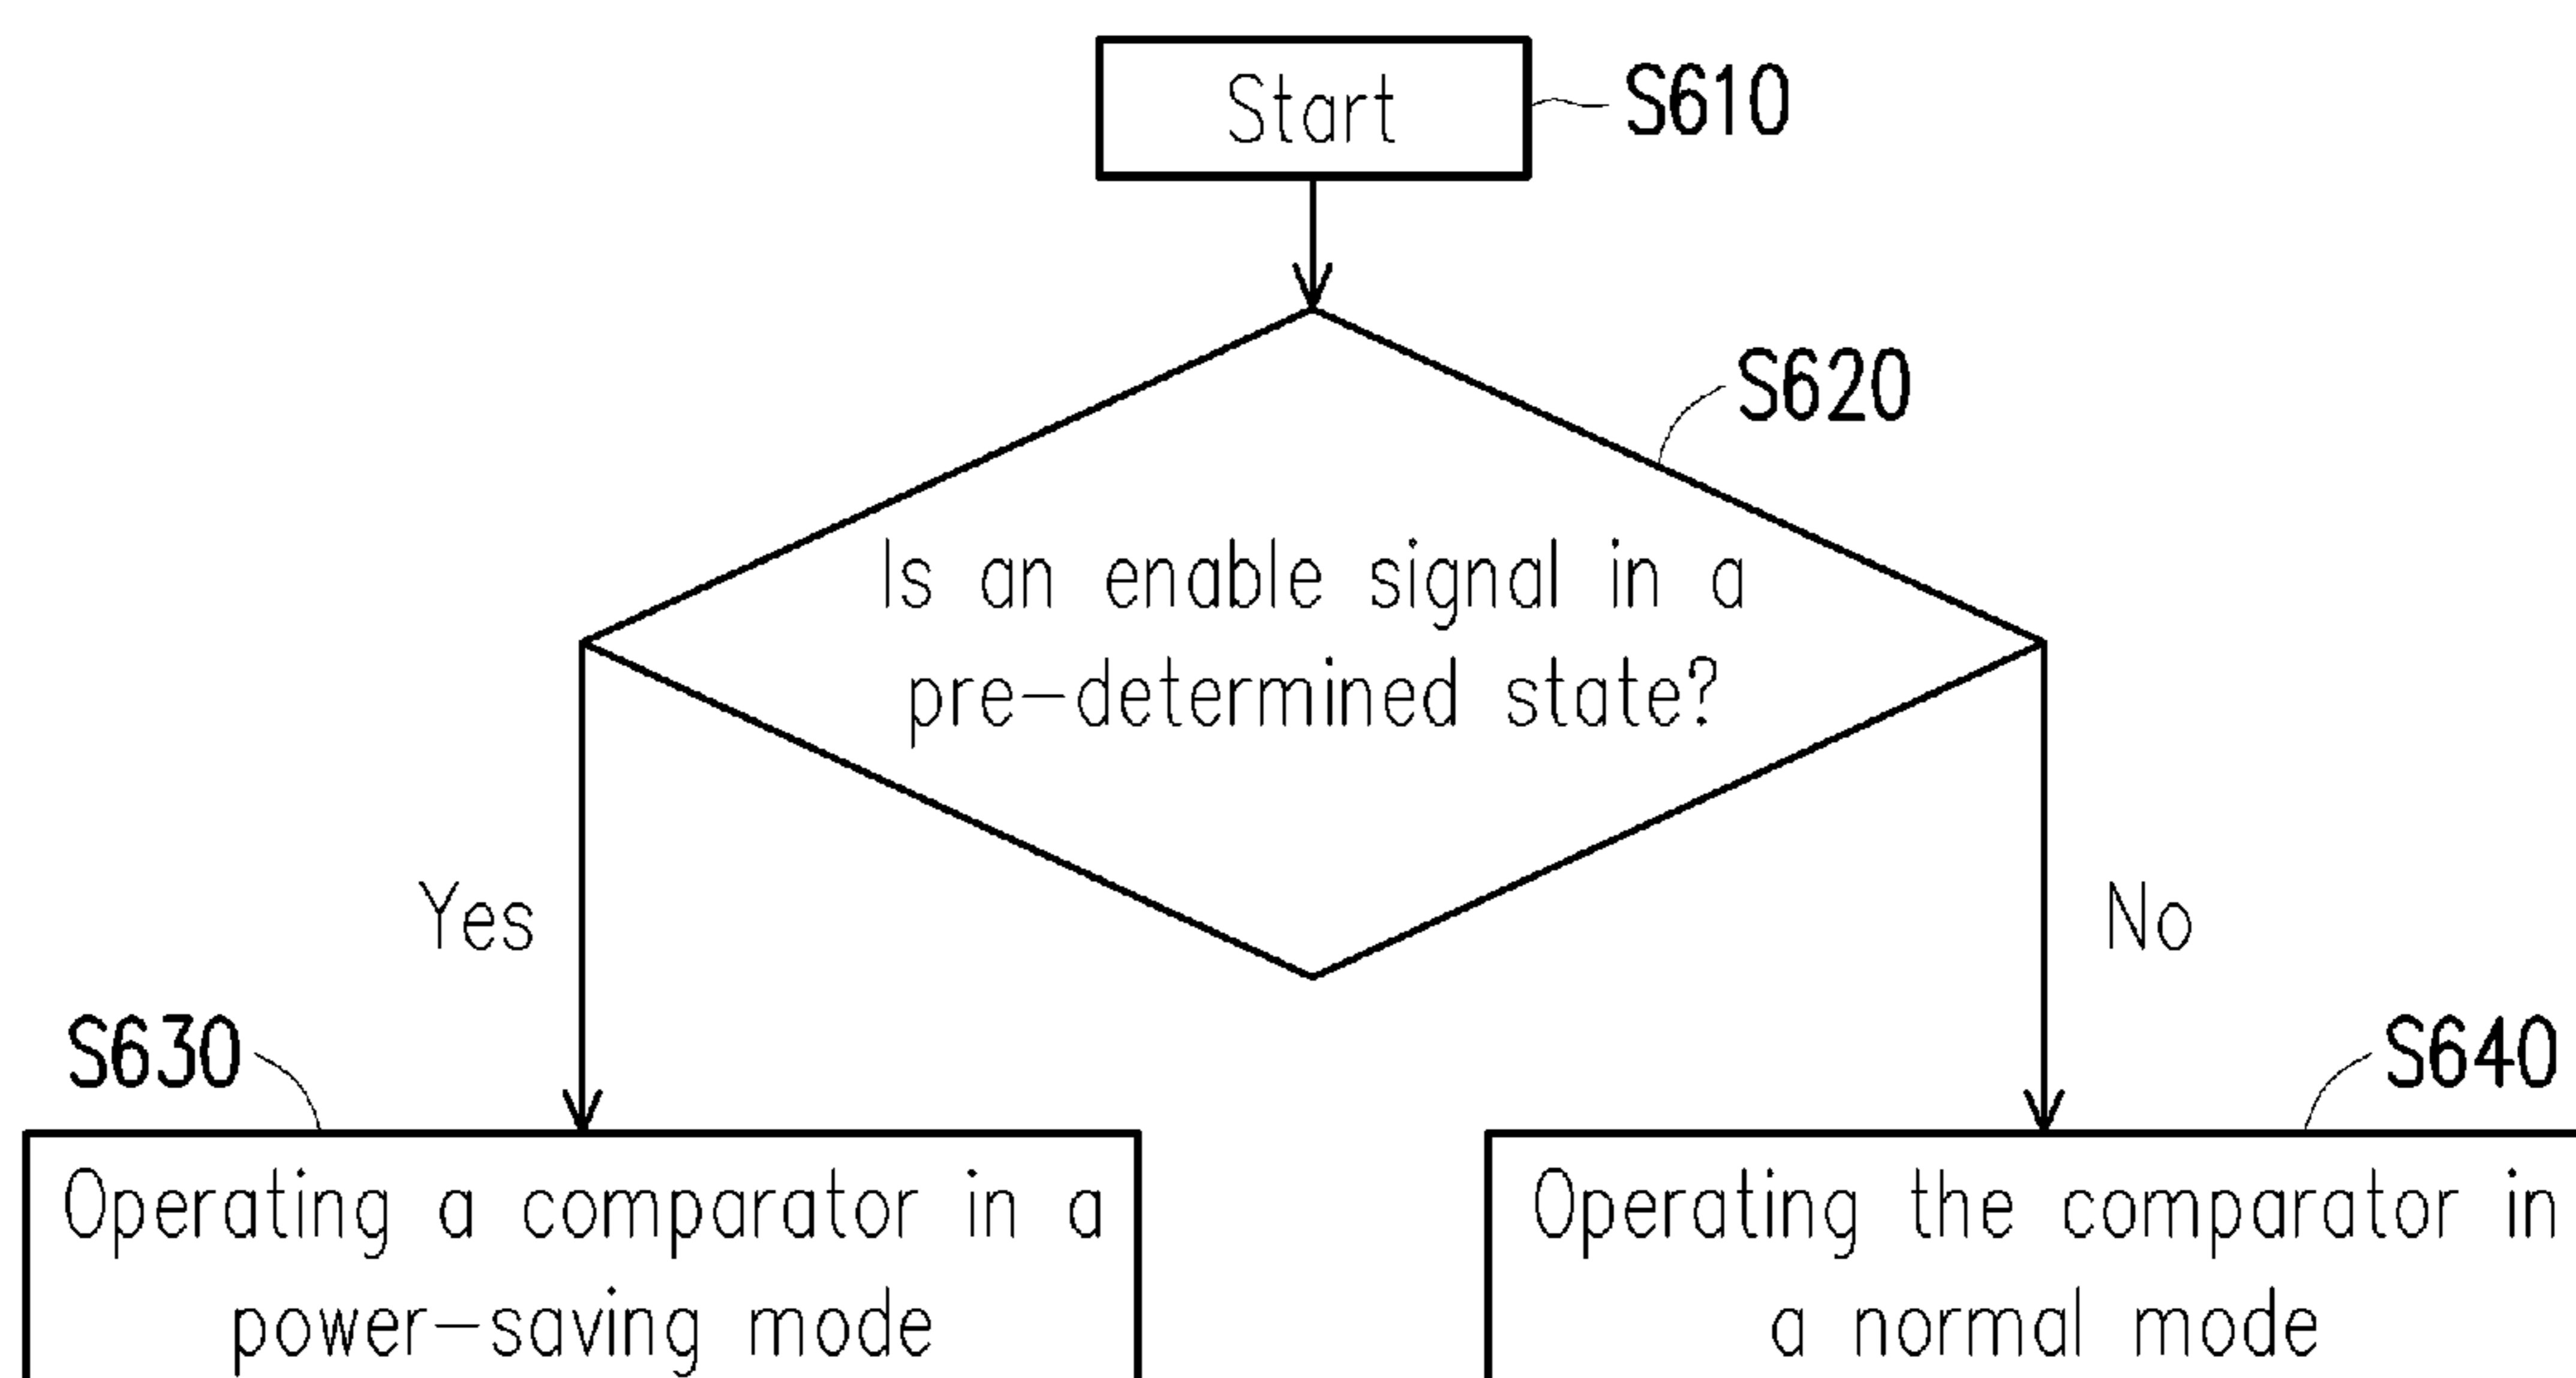 Start
S610
S620
Is an enable signal in a
pre-determined state?
Yes
No
S630
S640
Operating a comparator in a
power-saving mode
Operating the comparator in
a normal mode